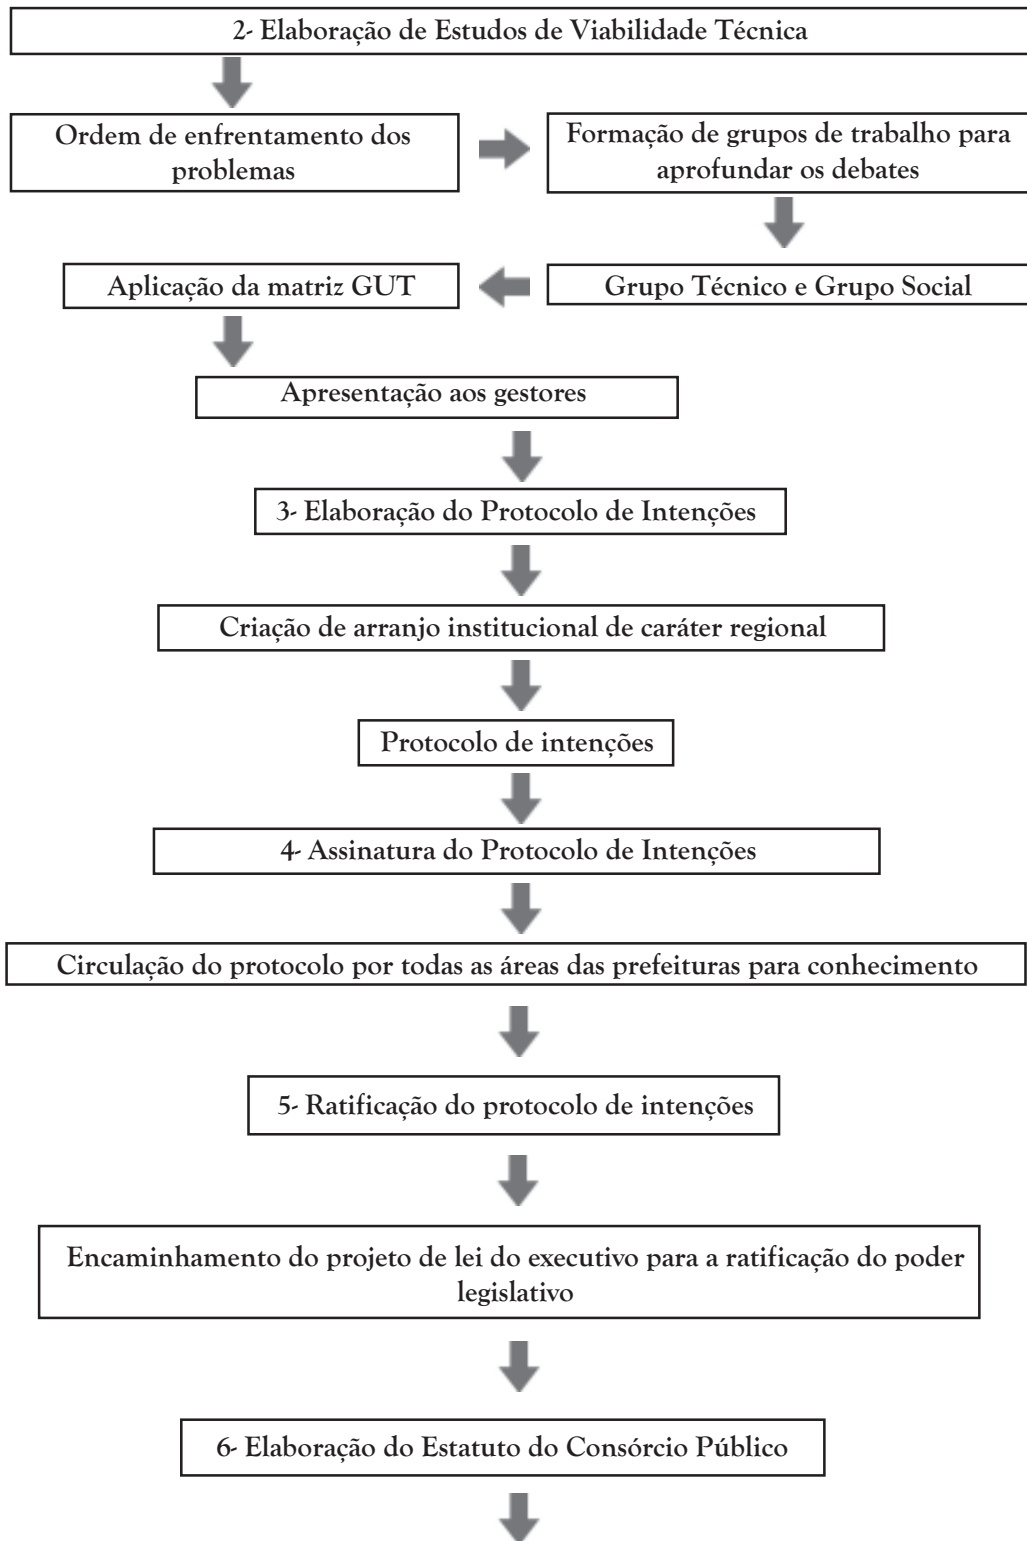 2- Elaboração de Estudos de Viabilidade Técnica
Ordem de enfrentamento dos
problemas
Formação de grupos de trabalho para
aprofundar os debates
Grupo Técnico e Grupo Social
Aplicação da matriz GUT
Apresentação aos gestores
3- Elaboração do Protocolo de Intenções
Criação de arranjo institucional de caráter regional
Protocolo de intenções
4- Assinatura do Protocolo de Intenções
Circulação do protocolo por todas as áreas das prefeituras para conhecimento
5- Ratificação do protocolo de intenções
Encaminhamento do projeto de lei do executivo para a ratificação do poder
legislativo
6- Elaboração do Estatuto do Consórcio Público